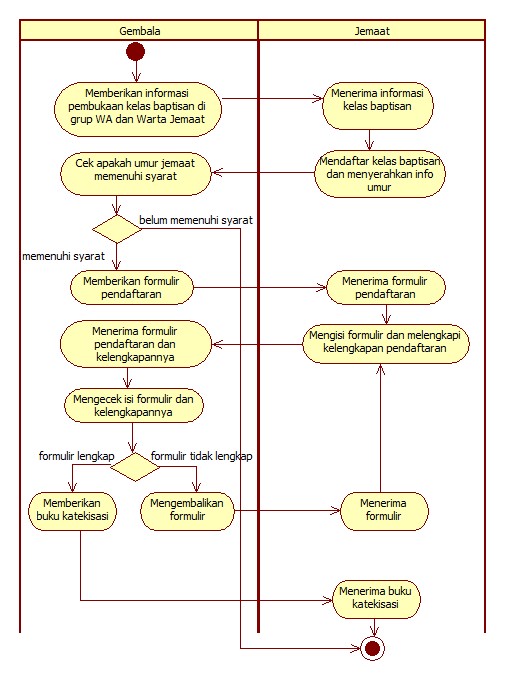 Gembala
Jemaat
Memberikan informasi
pembukaan kelas baptisan di
grup WA dan Warta Jemaat
Menerima informasi
kelas baptisan
Cek apakah umur jemaat
memenuhi syarat
Mendaftar kelas baptisan
dan menyerahkan info
umur
belum memenuhi syarat
memenuhi syarat
Memberikan formulir
pendaftaran
Menerima formulir
pendaftaran
Menerima formulir
pendaftaran dan
kelengkapannya
Mengisi formulir dan melengkapi
kelengkapan pendaftaran
Mengecek isi formulir dan
kelengkapannya
formulir lengkap
formulir tidak lengkap
Memberikan
buku katekisasi
Mengembalikan
formulir
Menerima
formulir
Menerima buku
katekisasi